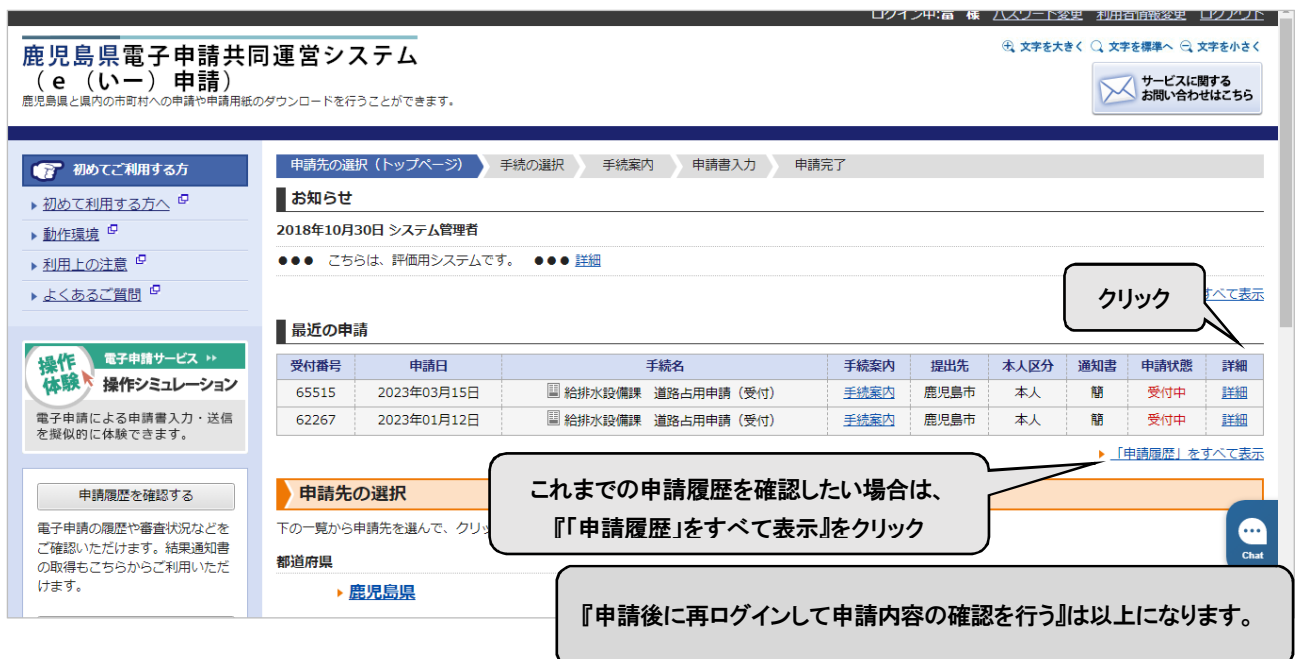 ログイン中:富 様 パスワード変更 利用者情報変更 ログアウト
鹿児島県電子申請共同運営システム
（e（いー）申請）
鹿児島県と県内の市町村への申請や申請用紙のダウンロードを行うことができます。
文字を大きく 文字を標準へ 文字を小さく
サービスに関する
お問い合わせはこちら
初めてご利用する方
初めて利用する方へ
動作環境
利用上の注意
よくあるご質問
操作体験
電子申請サービス
操作シミュレーション
電子申請による申請書入力・送信
を擬似的に体験できます。
申請履歴を確認する
電子申請の履歴や審査状況などを
ご確認いただけます。結果通知書
の取得もこちらからご利用いただ
けます。
申請先の選択（トップページ） 手続の選択 手続案内 申請書入力 申請完了
お知らせ
2018年10月30日 システム管理者
●●● こちらは、評価用システムです。 ●●● 詳細
すべて表示
クリック
最近の申請
受付番号 申請日 手続名 手続案内 提出先 本人区分 通知書 申請状態 詳細
65515 2023年03月15日 給排水設備課 道路占用申請（受付） 手続案内 鹿児島市 本人 簡 受付中 詳細
62267 2023年01月12日 給排水設備課 道路占用申請（受付） 手続案内 鹿児島市 本人 簡 受付中 詳細
「申請履歴」をすべて表示
これまでの申請履歴を確認したい場合は、
『「申請履歴」をすべて表示』をクリック
申請先の選択
下の一覧から申請先を選んで、クリッ
都道府県
鹿児島県
Chat
『申請後に再ログインして申請内容の確認を行う』は以上になります。